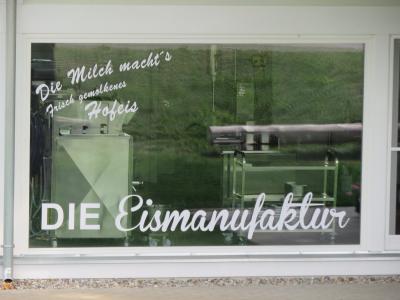 Die Milch macht´s
Frisch gemolkenes
Hofeis
DIE Eismanufaktur